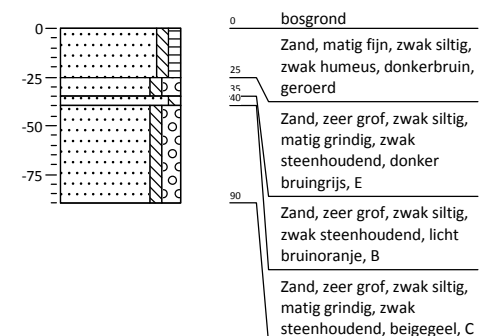 0
-25
-50
-75
0
25
35
40
90
bosgrond
Zand, matig fijn, zwak siltig,
zwak humeus, donkerbruin,
geroerd
Zand, zeer grof, zwak siltig,
matig grindig, zwak
steenhoudend, donker
bruingrijs, E
Zand, zeer grof, zwak siltig,
zwak steenhoudend, licht
bruinoranje, B
Zand, zeer grof, zwak siltig,
matig grindig, zwak
steenhoudend, beigegeel, C